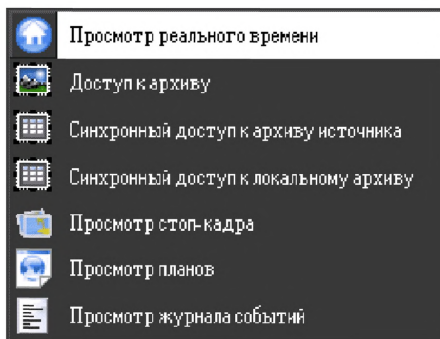 Просмотр реального времени
Доступ к архиву
Синхронный доступ к архиву источника
Синхронный доступ к локальному архиву
Просмотр стоп-кадра
Просмотр планов
Просмотр журнала событий